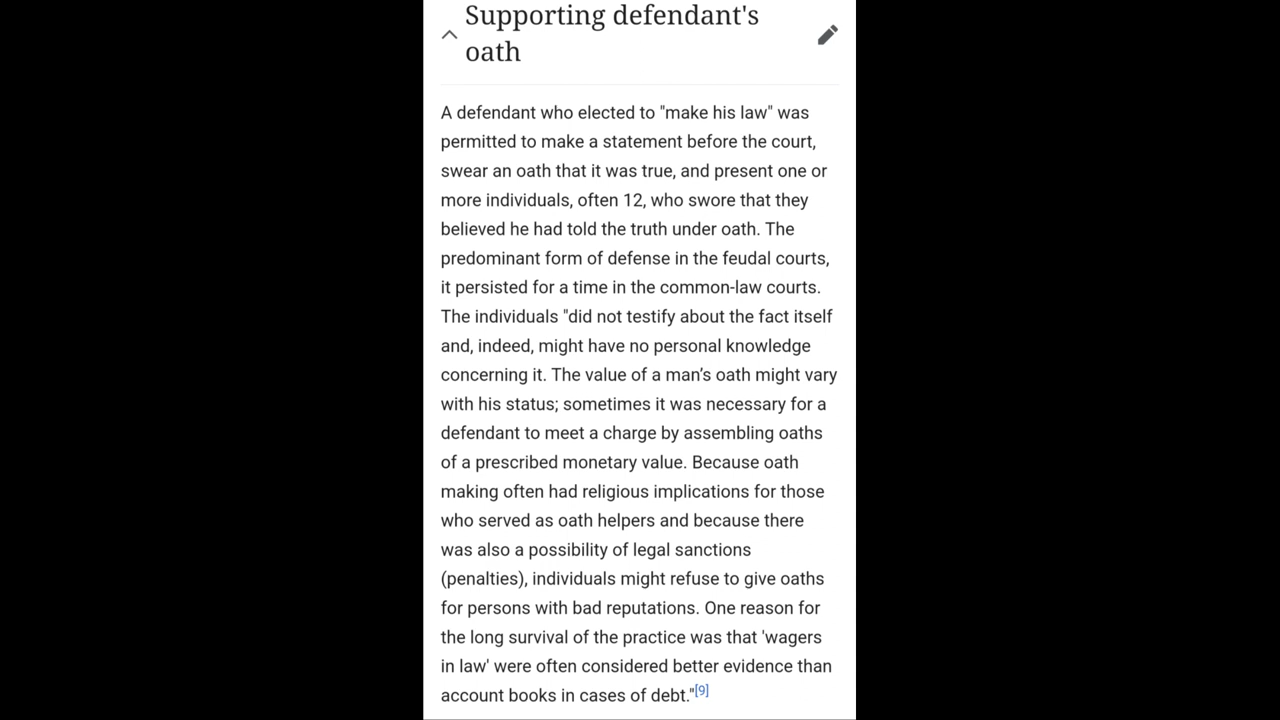 Supporting defendant's
oath
A defendant who elected to "make his law" was
permitted to make a statement before the court,
swear an oath that it was true, and present one or
more individuals, often 12, who swore that they
believed he had told the truth under oath. The
predominant form of defense in the feudal courts,
it persisted for a time in the common-law courts.
The individuals "did not testify about the fact itself
and, indeed, might have no personal knowledge
concerning it. The value of a man’s oath might vary
with his status; sometimes it was necessary for a
defendant to meet a charge by assembling oaths
of a prescribed monetary value. Because oath
making often had religious implications for those
who served as oath helpers and because there
was also a possibility of legal sanctions
(penalties), individuals might refuse to give oaths
for persons with bad reputations. One reason for
the long survival of the practice was that 'wagers
in law' were often considered better evidence than
account books in cases of debt."[9]